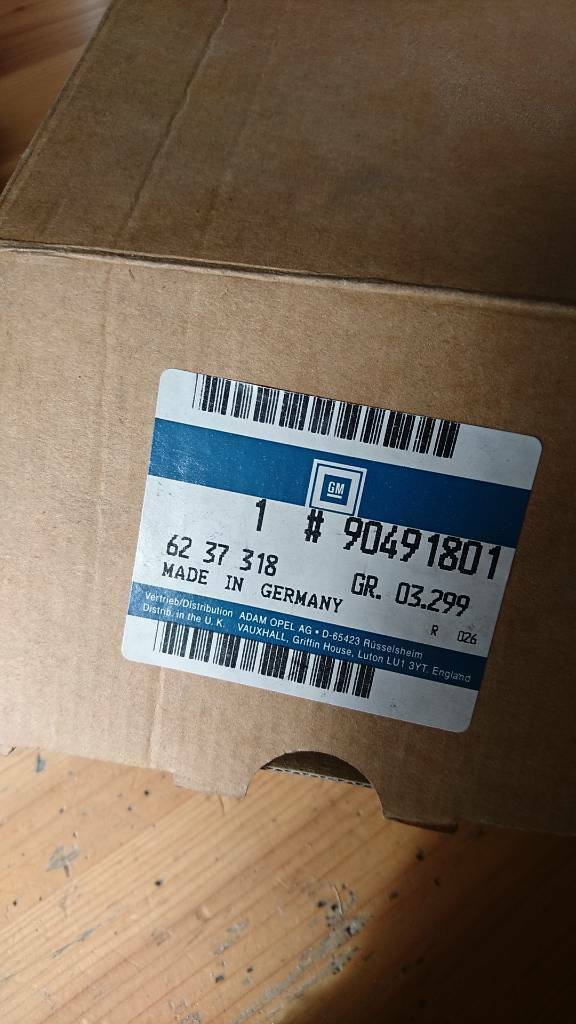 GM
1 # 90491801
62 37 318 GR. 03.299
MADE IN GERMANY R 026
Vertrieb/Distribution ADAM OPEL AG • D-65423 Rüsselsheim
Distrib. in the U. K. VAUXHALL, Griffin House, Luton LU1 3YT. England